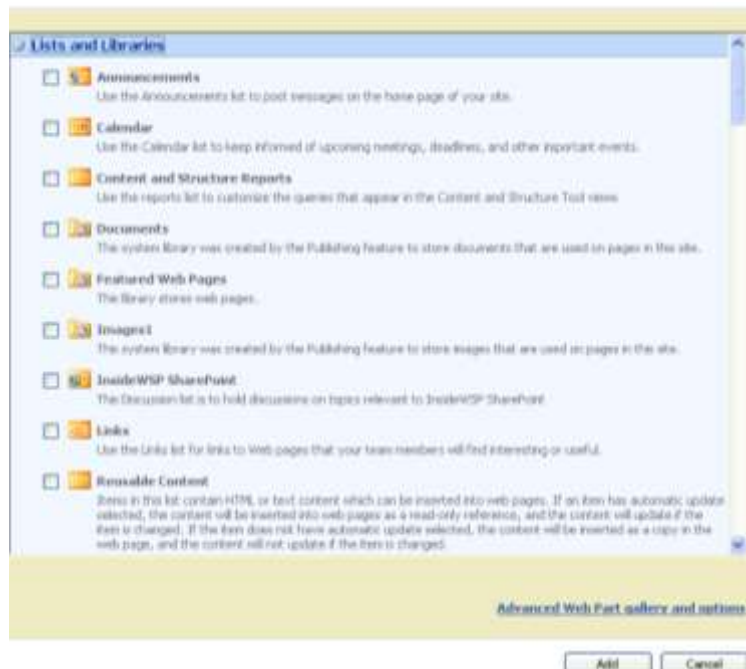 Lists and Libraries
Announcements
Use the Announcements list to post messages on the home page of your site.
Calendar
Use the Calendar list to keep informed of upcoming meetings, deadlines, and other important events.
Content and Structure Reports
Use the reports list to customize the queries that appear in the Content and Structure Tool views
Documents
This system library was created by the Publishing feature to store documents that are used on pages in this site.
Featured Web Pages
This library stores web pages.
Images1
This system library was created by the Publishing feature to store images that are used on pages in this site.
InsideWSP SharePoint
The Discussion list is to hold discussions on topics relevant to InsideWSP SharePoint
Links
Use the Links list for links to Web pages that your team members will find interesting or useful.
Reusable Content
Items in this list contain HTML or text content which can be inserted into web pages. If an item has automatic update
selected, the content will be inserted into web pages as a read-only reference, and the content will update if the
item is changed. If the item does not have automatic update selected, the content will be inserted as a copy in the
web page, and the content will not update if the item is changed.
Advanced Web Part gallery and options
Add Cancel